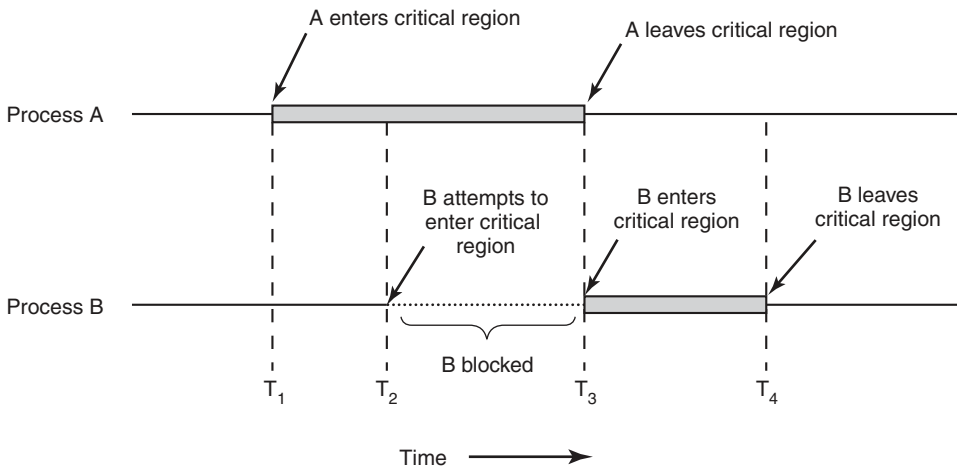 A enters critical region
A leaves critical region
Process A
B attempts to
enter critical
region
B enters
critical region
B leaves
critical region
Process B
B blocked
T1
T2
T3
T4
Time